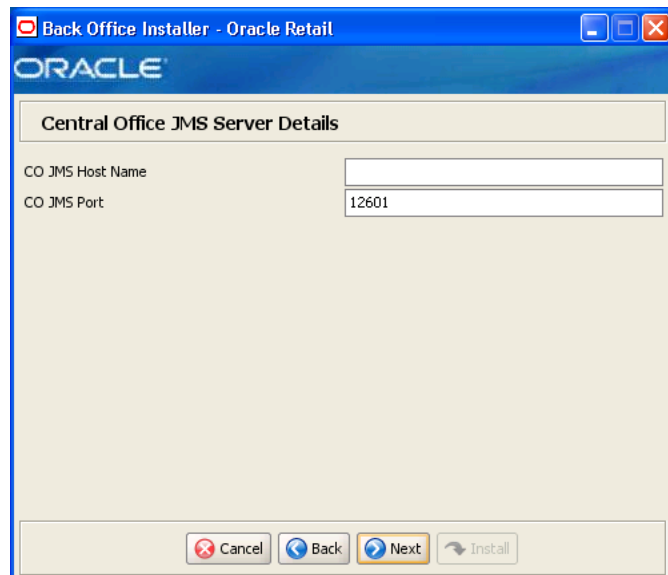 Back Office Installer - Oracle Retail
ORACLE
Central Office JMS Server Details
CO JMS Host Name
CO JMS Port 12601
Cancel Back Next Install